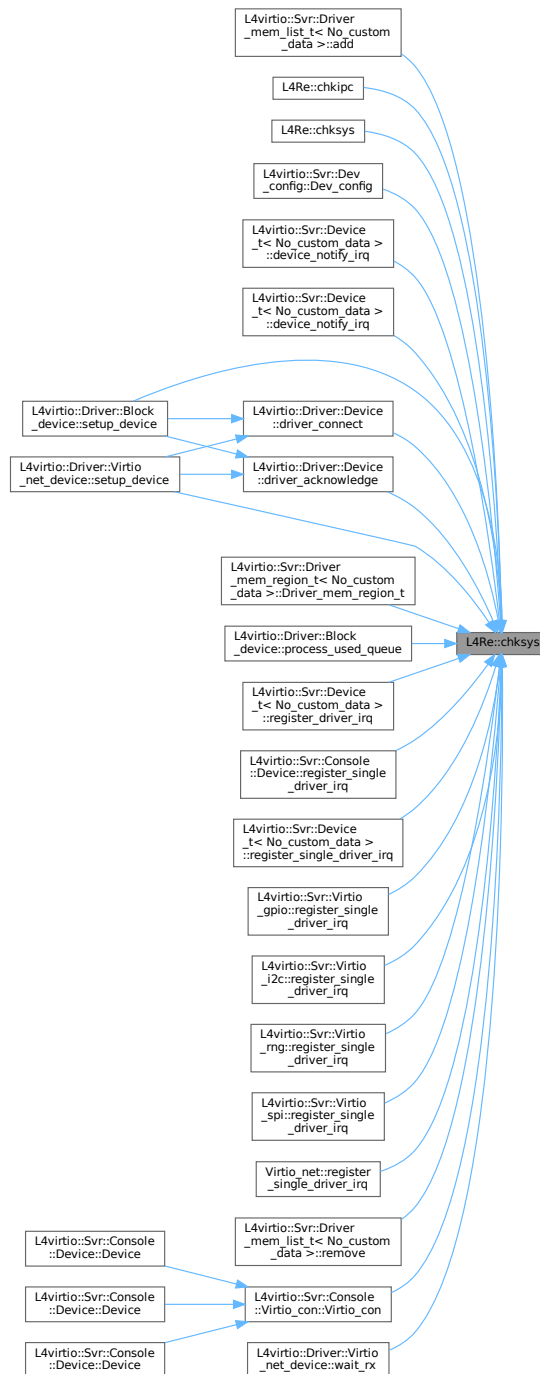 L4virtio::Svr::Driver
_mem_list_t< No_custom
_data >::add
L4Re::chkipc
L4Re::chksys
L4virtio::Svr::Dev
_config::Dev_config
L4virtio::Svr::Device
_t< No_custom_data >
::device_notify_irq
L4virtio::Svr::Device
_t< No_custom_data >
::device_notify_irq
L4virtio::Driver::Block
_device::setup_device
L4virtio::Driver::Device
::driver_connect
L4virtio::Driver::Virtio
_net_device::setup_device
L4virtio::Driver::Device
::driver_acknowledge
L4virtio::Svr::Driver
_mem_region_t< No_custom
_data >::Driver_mem_region_t
L4virtio::Driver::Block
_device::process_used_queue
L4Re::chksys
L4virtio::Svr::Device
_t< No_custom_data >
::register_driver_irq
L4virtio::Svr::Console
::Device::register_single
_driver_irq
L4virtio::Svr::Device
_t< No_custom_data >
::register_single_driver_irq
L4virtio::Svr::Virtio
_gpio::register_single
_driver_irq
L4virtio::Svr::Virtio
_i2c::register_single
_driver_irq
L4virtio::Svr::Virtio
_rng::register_single
_driver_irq
L4virtio::Svr::Virtio
_spi::register_single
_driver_irq
Virtio_net::register
_single_driver_irq
L4virtio::Svr::Driver
_mem_list_t< No_custom
_data >::remove
L4virtio::Svr::Console
::Device::Device
L4virtio::Svr::Console
::Device::Device
L4virtio::Svr::Console
::Virtio_con::Virtio_con
L4virtio::Svr::Console
::Device::Device
L4virtio::Driver::Virtio
_net_device::wait_rx